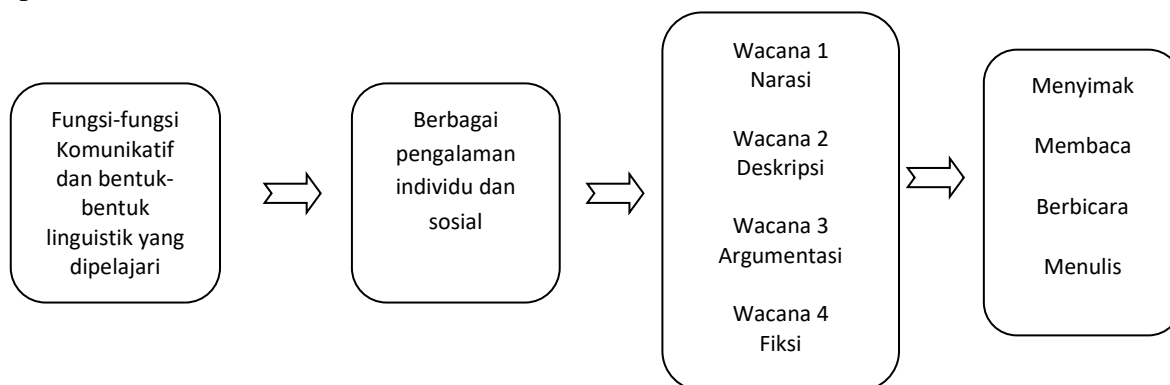 Fungsi-fungsi
Komunikatif
dan bentuk-
bentuk
linguistik yang
dipelajari
Berbagai
pengalaman
individu dan
sosial
Wacana 1
Narasi
Wacana 2
Deskripsi
Wacana 3
Argumentasi
Wacana 4
Fiksi
Menyimak
Membaca
Berbicara
Menulis